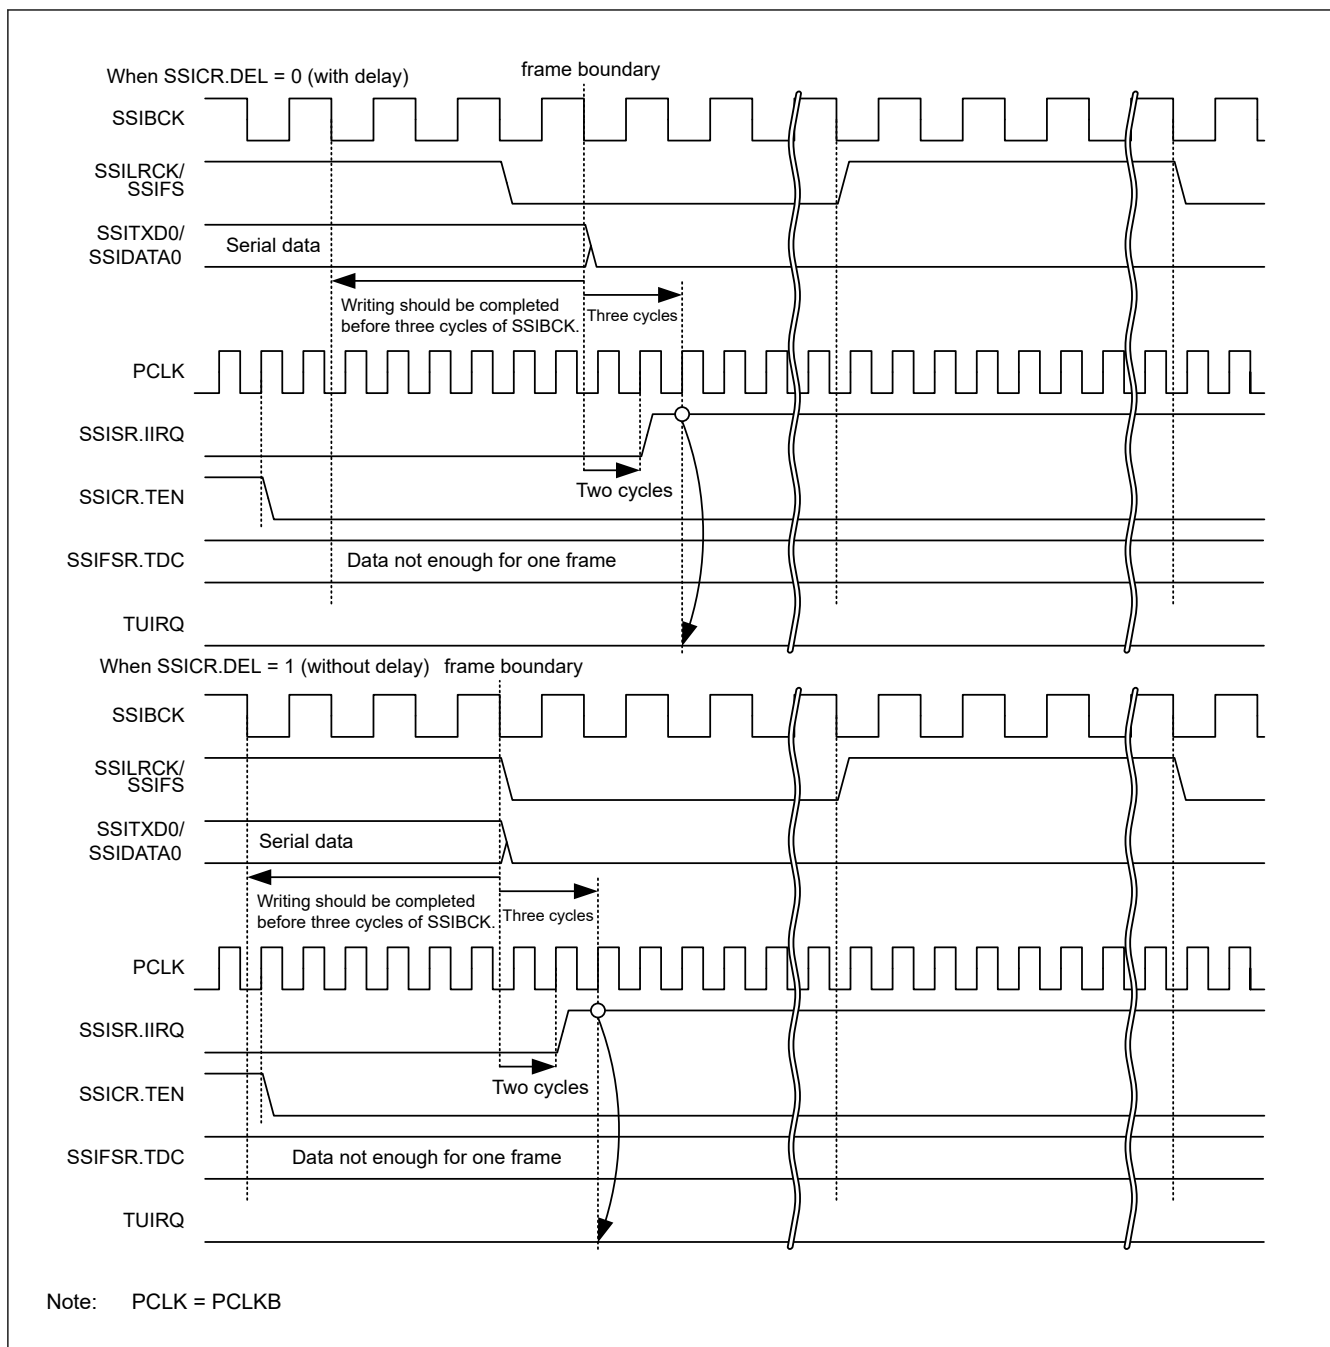 When SSICR.DEL = 0 (with delay)
frame boundary
SSIBCK
SSILRCK/
SSIFS
SSITXD0/
SSIDATA0
Serial data
Writing should be completed
before three cycles of SSIBCK.
Three cycles
PCLK
SSISR.IIRQ
Two cycles
SSICR.TEN
SSIFSR.TDC
Data not enough for one frame
TUIRQ
When SSICR.DEL = 1 (without delay)
frame boundary
SSIBCK
SSILRCK/
SSIFS
SSITXD0/
SSIDATA0
Serial data
Writing should be completed
before three cycles of SSIBCK.
Three cycles
PCLK
SSISR.IIRQ
Two cycles
SSICR.TEN
SSIFSR.TDC
Data not enough for one frame
TUIRQ
Note: PCLK = PCLKB